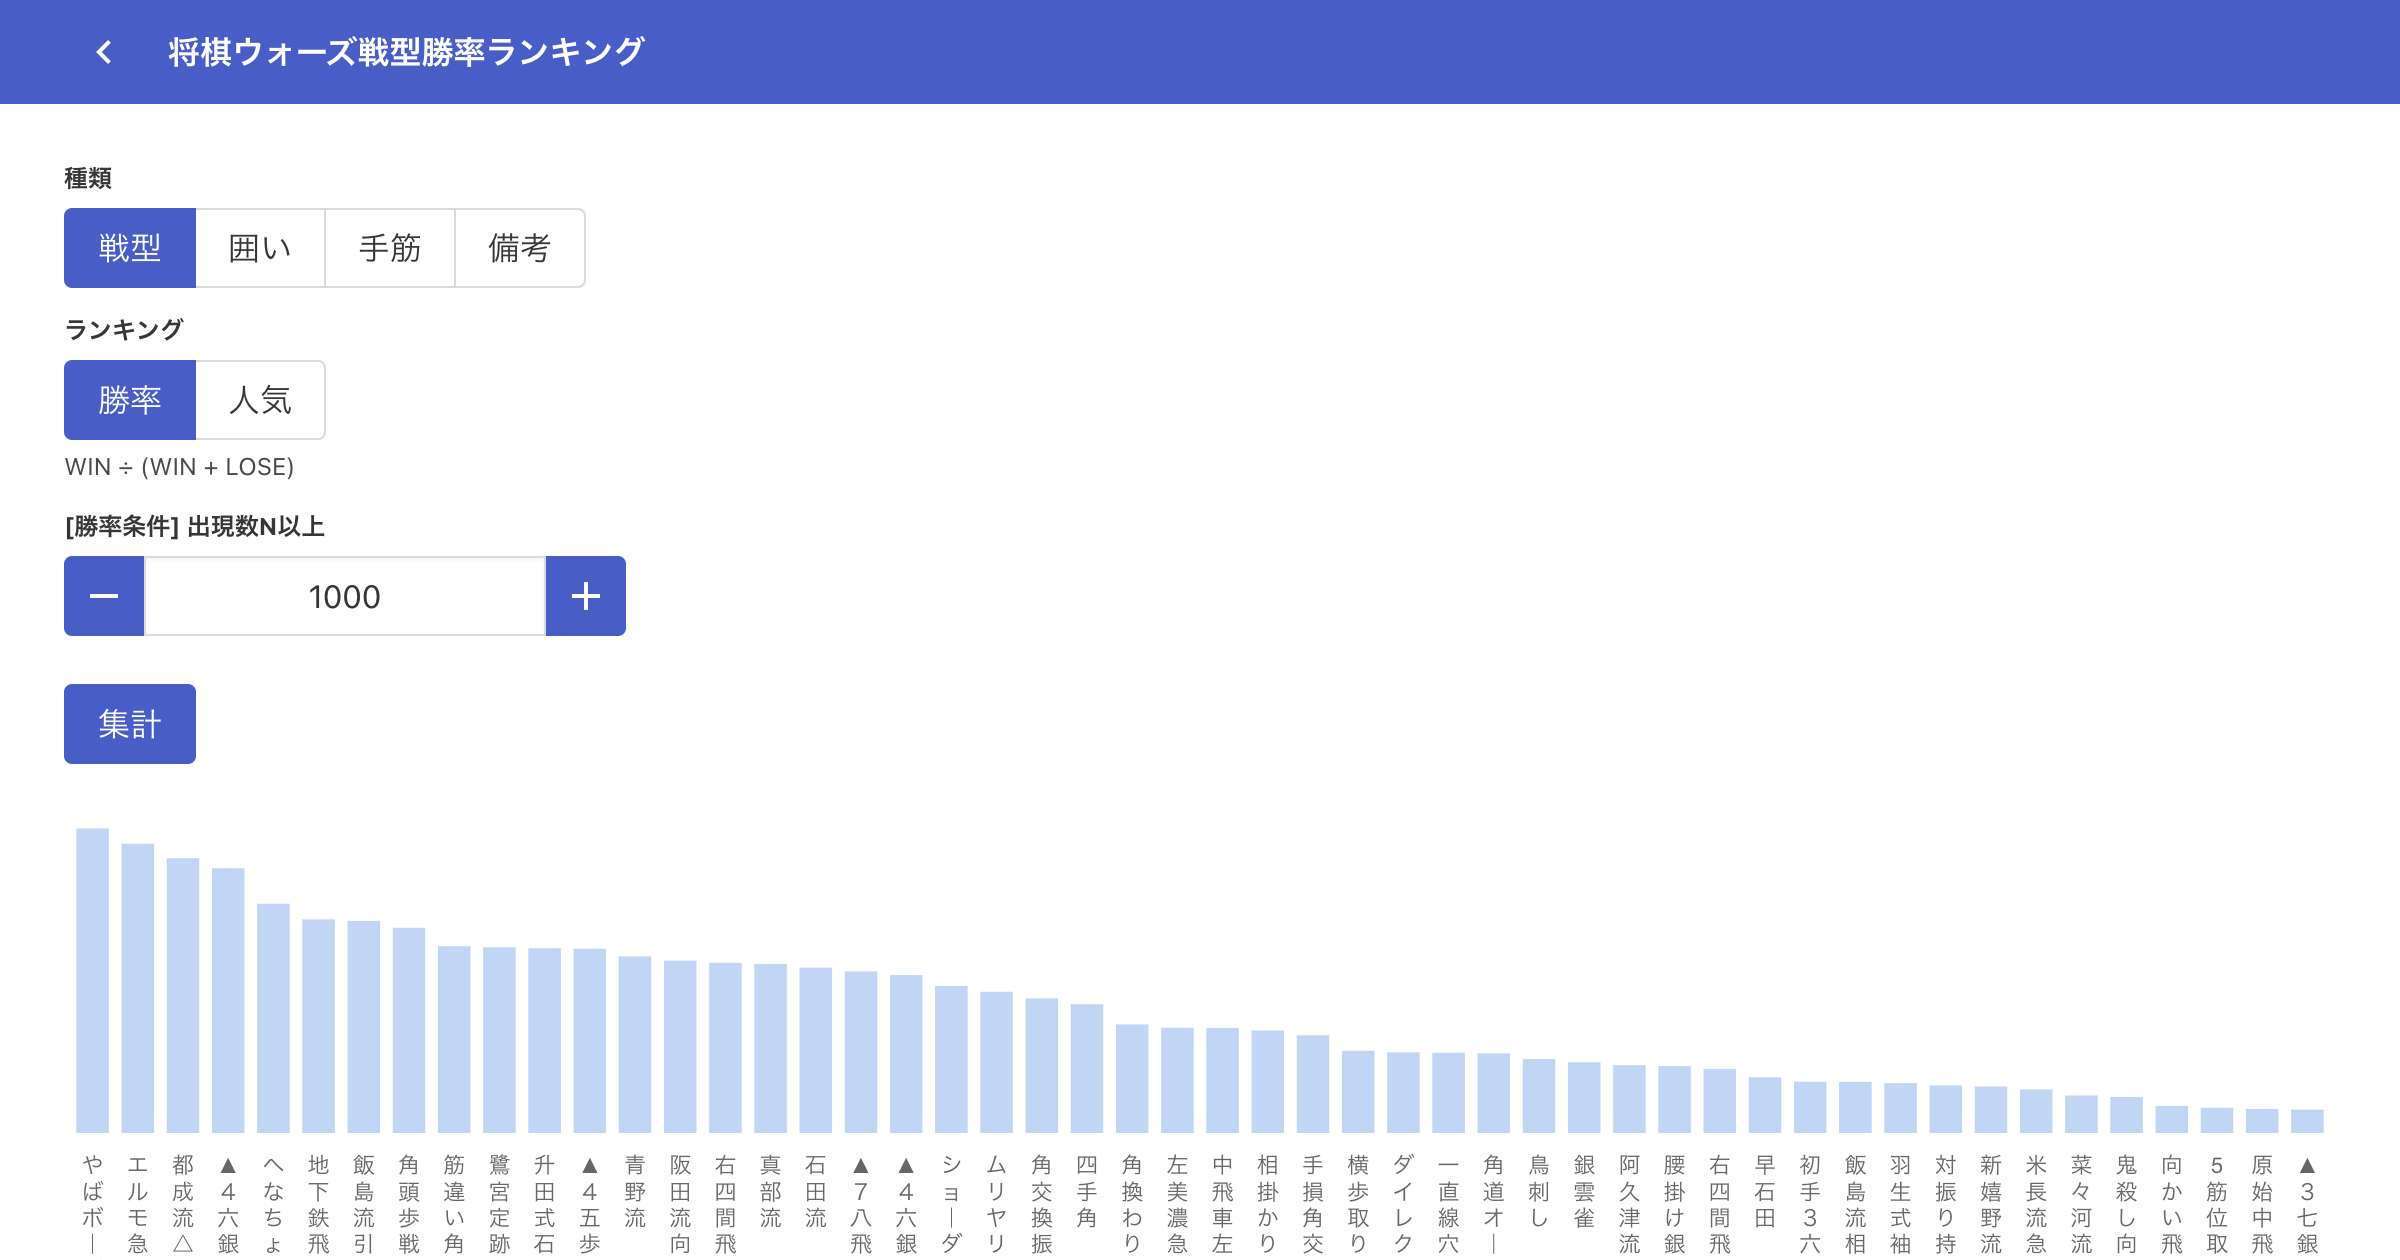 将棋ウォーズ戦型勝率ランキング
種類
戦型 囲い 手筋 備考
ランキング
勝率 人気
WIN ÷ (WIN + LOSE)
[勝率条件] 出現数N以上
1000
集計
やばボー
エルモ急
都成流△
▲4六銀
へなちょ
地下鉄飛
飯島流引
角頭歩戦
筋違い角
鷺宮定跡
升田式石
▲4五歩
青野流
阪田流向
右四間飛
真部流
石田流
▲7八飛
▲4六銀
ショーダ
ムリヤリ
角交換振
四手角
角換わり
左美濃急
中飛車左
相掛かり
手損角交
横歩取り
ダイレク
一直線穴
角道オー
鳥刺し
銀雲雀
阿久津流
腰掛け銀
右四間飛
早石田
初手3六
飯島流相
羽生式袖
対振り持
新嬉野流
米長流急
菜々河流
鬼殺し向
向かい飛
5筋位取
原始中飛
▲3七銀